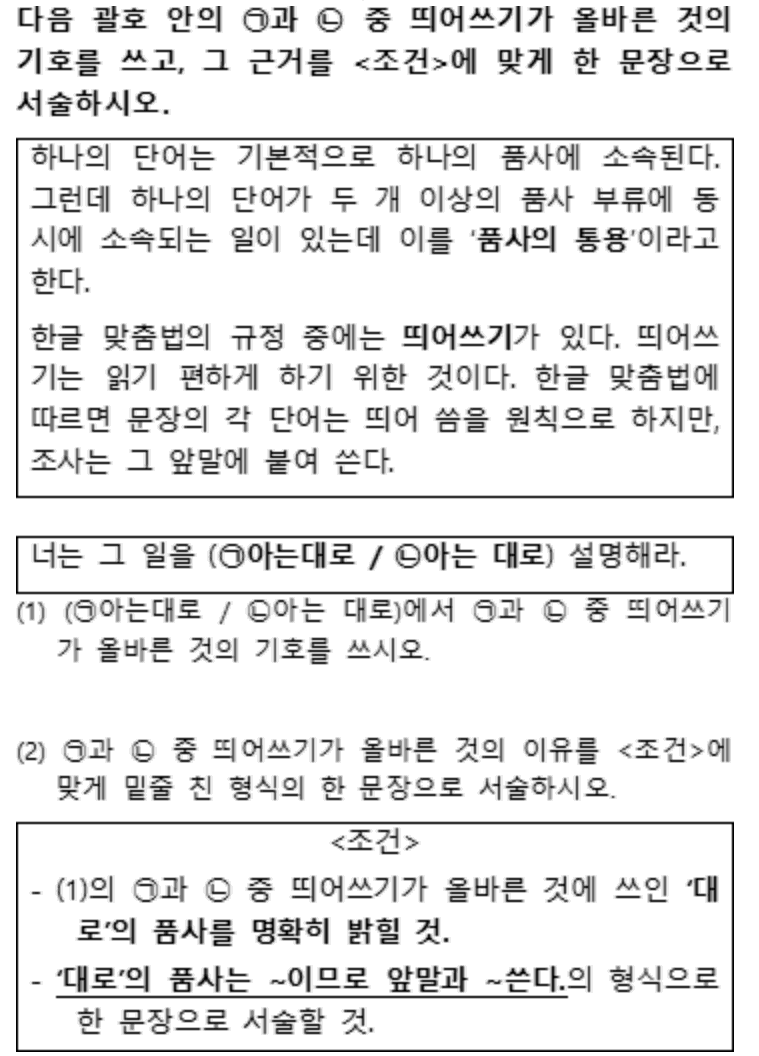 다음 괄호 안의 ㉠과 ㉡ 중 띄어쓰기가 올바른 것의
기호를 쓰고, 그 근거를 <조건>에 맞게 한 문장으로
서술하시오.
하나의 단어는 기본적으로 하나의 품사에 소속된다.
그런데 하나의 단어가 두 개 이상의 품사 부류에 동
시에 소속되는 일이 있는데 이를 '품사의 통용'이라고
한다.
한글 맞춤법의 규정 중에는 띄어쓰기가 있다. 띄어쓰
기는 읽기 편하게 하기 위한 것이다. 한글 맞춤법에
따르면 문장의 각 단어는 띄어 씀을 원칙으로 하지만,
조사는 그 앞말에 붙여 쓴다.
너는 그 일을 (㉠아는대로 / ㉡아는 대로) 설명해라.
(1) (㉠아는대로 / ㉡아는 대로)에서 ㉠과 ㉡ 중 띄어쓰기
가 올바른 것의 기호를 쓰시오.
(2) ㉠과 ㉡ 중 띄어쓰기가 올바른 것의 이유를 <조건>에
맞게 밑줄 친 형식의 한 문장으로 서술하시오.
<조건>
- (1)의 ㉠과 ㉡ 중 띄어쓰기가 올바른 것에 쓰인 '대
로'의 품사를 명확히 밝힐 것.
- '대로'의 품사는 ~이므로 앞말과 ~쓴다.의 형식으로
한 문장으로 서술할 것.